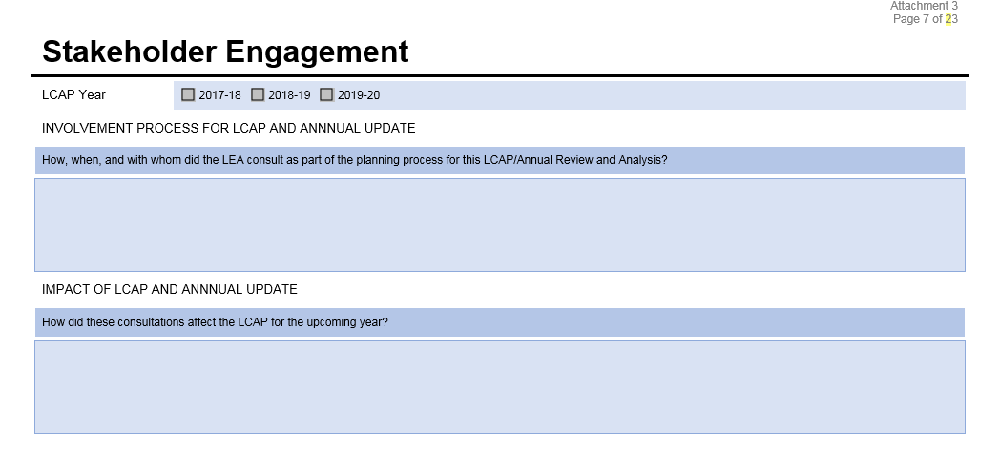 Attachment 3
Page 7 of 23
Stakeholder Engagement
LCAP Year 2017-18 2018-19 2019-20
INVOLVEMENT PROCESS FOR LCAP AND ANNNUAL UPDATE
How, when, and with whom did the LEA consult as part of the planning process for this LCAP/Annual Review and Analysis?
IMPACT OF LCAP AND ANNNUAL UPDATE
How did these consultations affect the LCAP for the upcoming year?